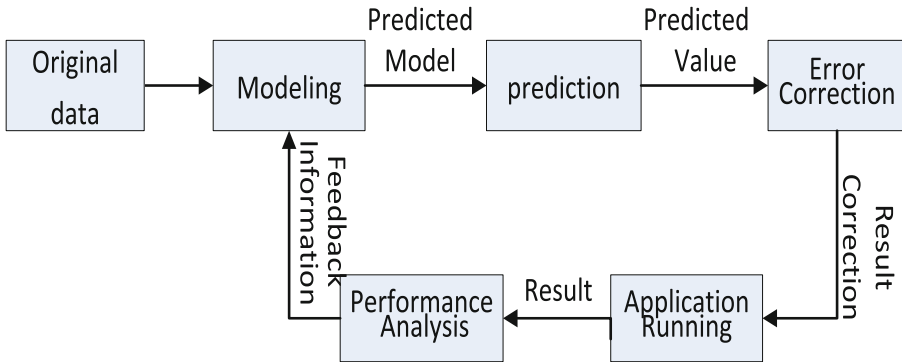 Original
data
Modeling
Predicted
Model
prediction
Predicted
Value
Error
Correction
Result
Correction
Application
Running
Result
Performance
Analysis
Feedback
Information